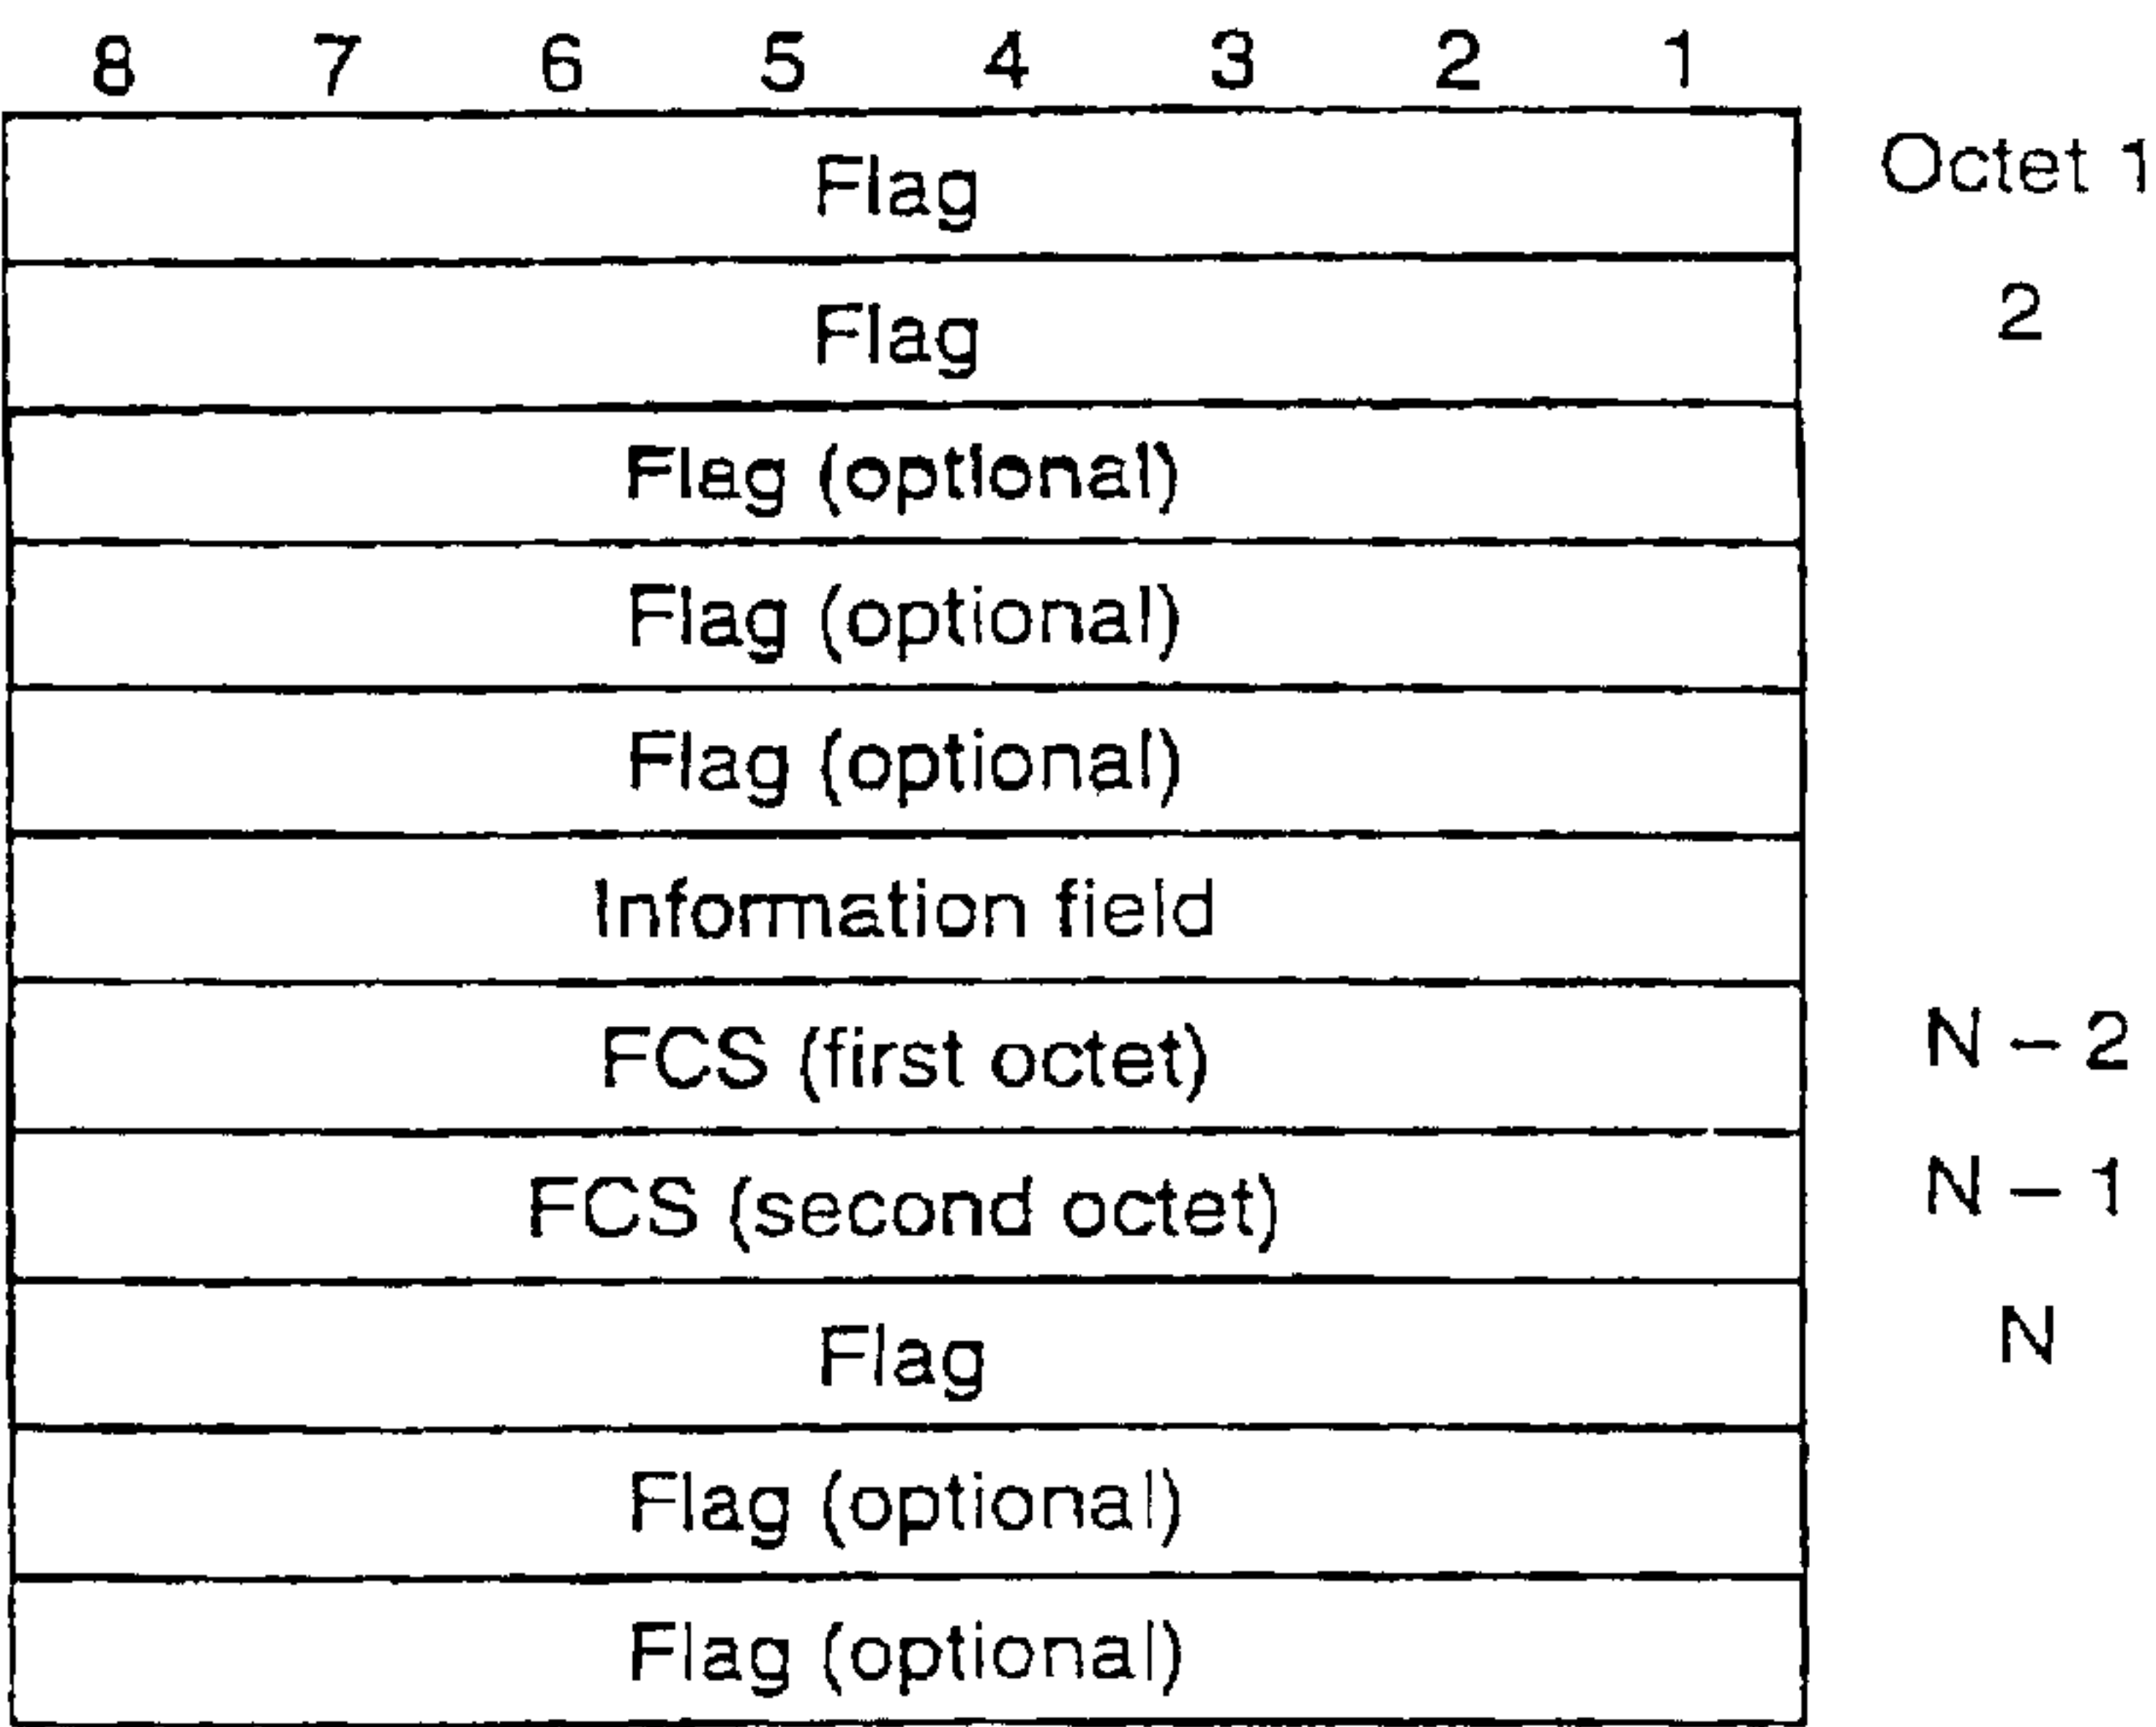 8 7 6 5 4 3 2 1
Flag Octet 1
Flag 2
Flag (optional)
Flag (optional)
Flag (optional)
Information field
FCS (first octet) N – 2
FCS (second octet) N – 1
Flag N
Flag (optional)
Flag (optional)